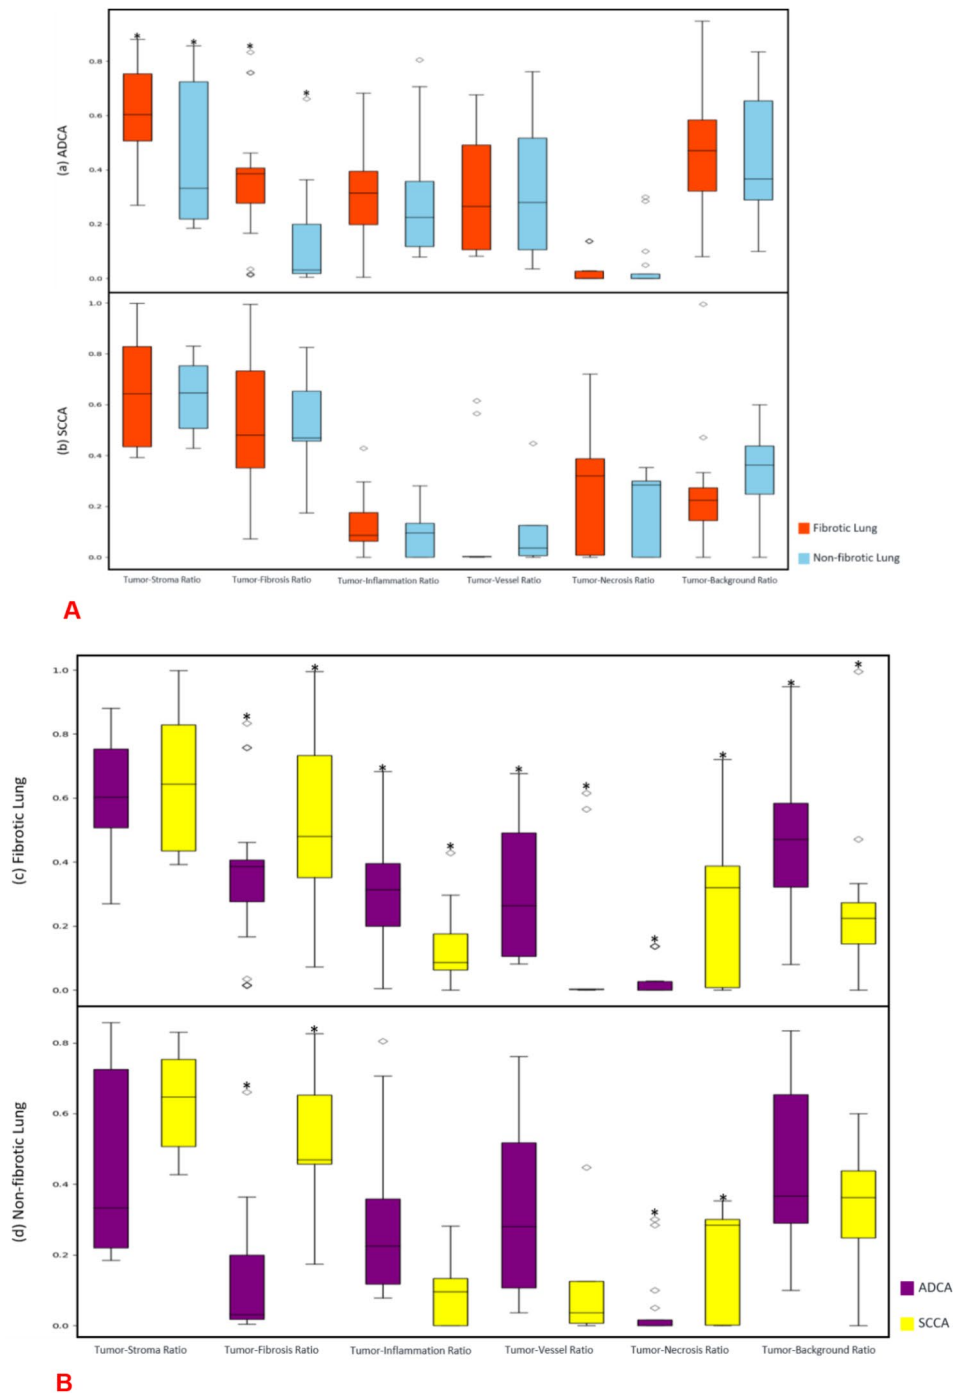 (a) ADCA
0.8
0.6
0.4
0.2
0.0
* * * *
(b) SCCA
1.0
0.8
0.6
0.4
0.2
0.0
Fibrotic Lung
Non-fibrotic Lung
Tumor-Stroma Ratio Tumor-Fibrosis Ratio Tumor-Inflammation Ratio Tumor-Vessel Ratio Tumor-Necrosis Ratio Tumor-Background Ratio
A
(c) Fibrotic Lung
1.0
0.8
0.6
0.4
0.2
0.0
* * * * * * * * * *
(d) Non-fibrotic Lung
0.8
0.6
0.4
0.2
0.0
* * * *
ADCA
SCCA
Tumor-Stroma Ratio Tumor-Fibrosis Ratio Tumor-Inflammation Ratio Tumor-Vessel Ratio Tumor-Necrosis Ratio Tumor-Background Ratio
B